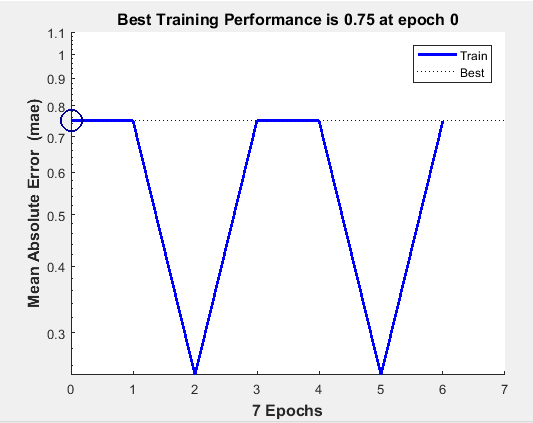 Best Training Performance is 0.75 at epoch 0
1.1
1
0.9
0.8
0.7
0.6
0.5
0.4
0.3
Mean Absolute Error (mae)
Train
Best
0 1 2 3 4 5 6 7
7 Epochs